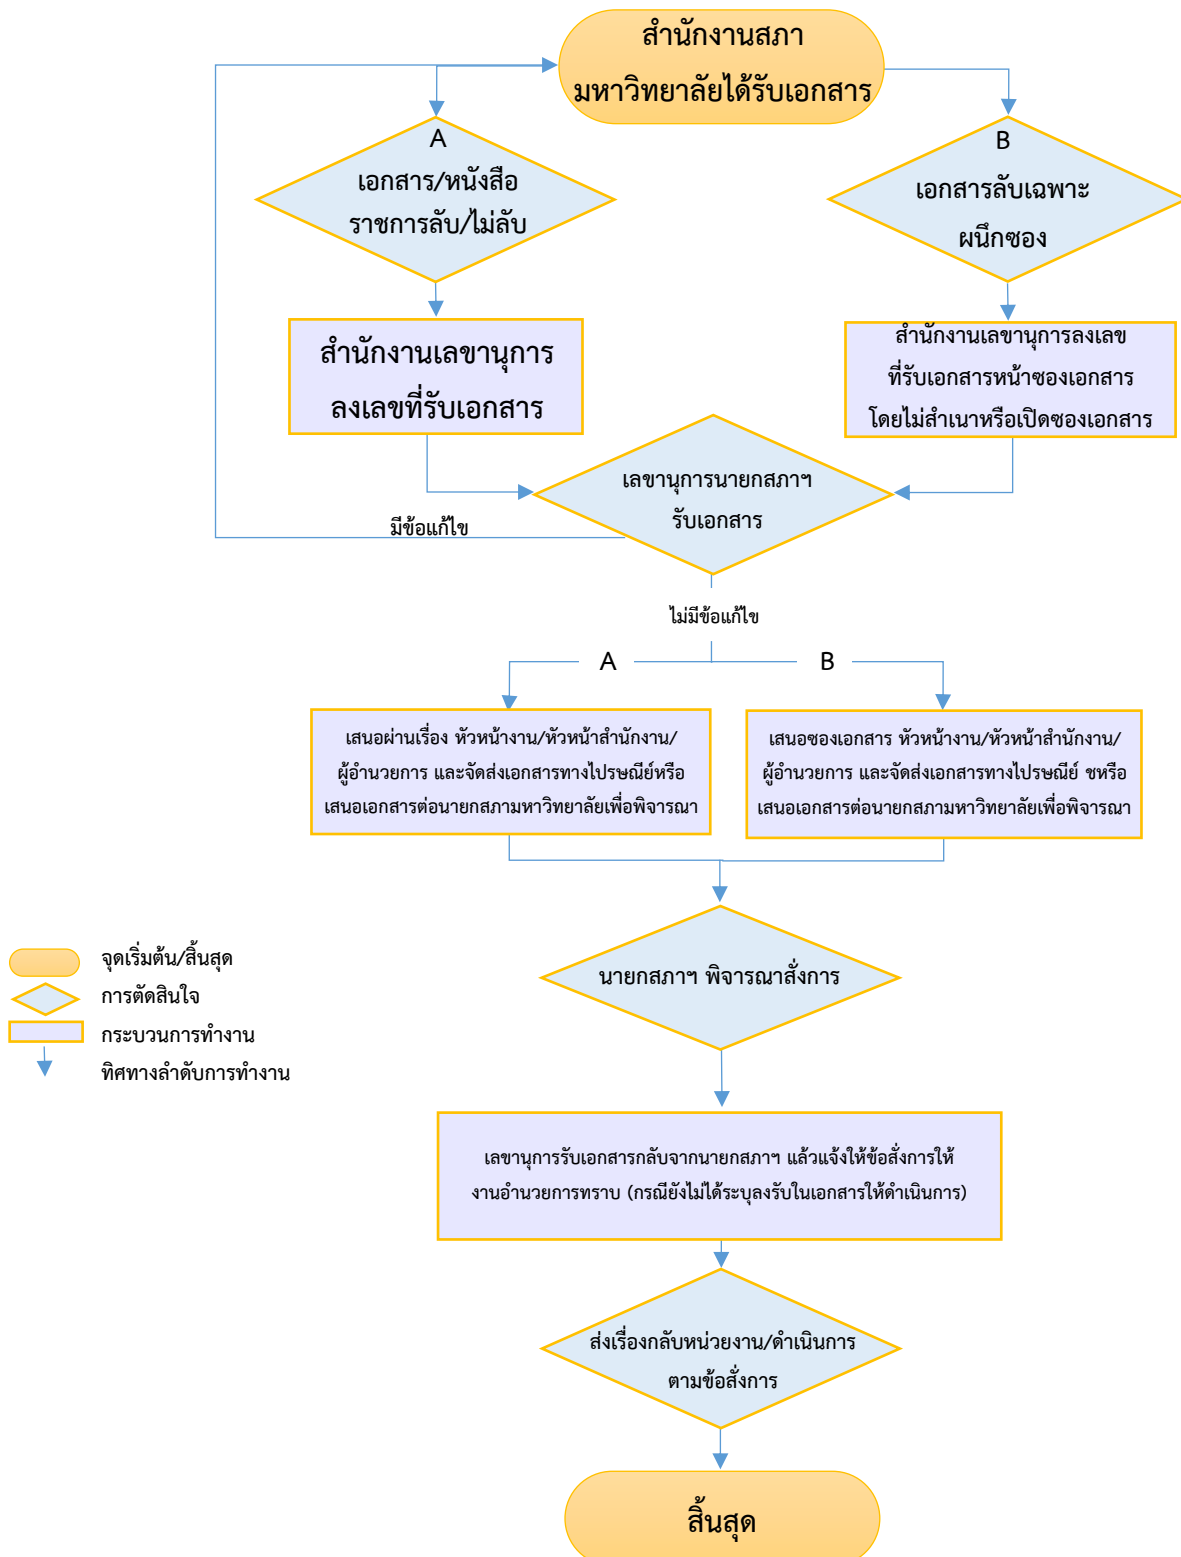 สำนักงานสภา
มหาวิทยาลัยได้รับเอกสาร
A
เอกสาร/หนังสือ
ราชการลับ/ไม่ลับ
B
เอกสารลับเฉพาะ
ผนึกซอง
สำนักงานเลขานุการ
ลงเลขที่รับเอกสาร
สำนักงานเลขานุการลงเลข
ที่รับเอกสารหน้าซองเอกสาร
โดยไม่สำเนาหรือเปิดซองเอกสาร
เลขานุการนายกสภาฯ
รับเอกสาร
มีข้อแก้ไข
ไม่มีข้อแก้ไข
A
B
เสนอผ่านเรื่อง หัวหน้างาน/หัวหน้าสำนักงาน/
ผู้อำนวยการ และจัดส่งเอกสารทางไปรษณีย์หรือ
เสนอเอกสารต่อนายกสภามหาวิทยาลัยเพื่อพิจารณา
เสนอซองเอกสาร หัวหน้างาน/หัวหน้าสำนักงาน/
ผู้อำนวยการ และจัดส่งเอกสารทางไปรษณีย์ ชหรือ
เสนอเอกสารต่อนายกสภามหาวิทยาลัยเพื่อพิจารณา
นายกสภาฯ พิจารณาสั่งการ
จุดเริ่มต้น/สิ้นสุด
การตัดสินใจ
กระบวนการทำงาน
ทิศทางลำดับการทำงาน
เลขานุการรับเอกสารกลับจากนายกสภาฯ แล้วแจ้งให้ข้อสั่งการให้
งานอำนวยการทราบ (กรณียังไม่ได้ระบุลงรับในเอกสารให้ดำเนินการ)
ส่งเรื่องกลับหน่วยงาน/ดำเนินการ
ตามข้อสั่งการ
สิ้นสุด